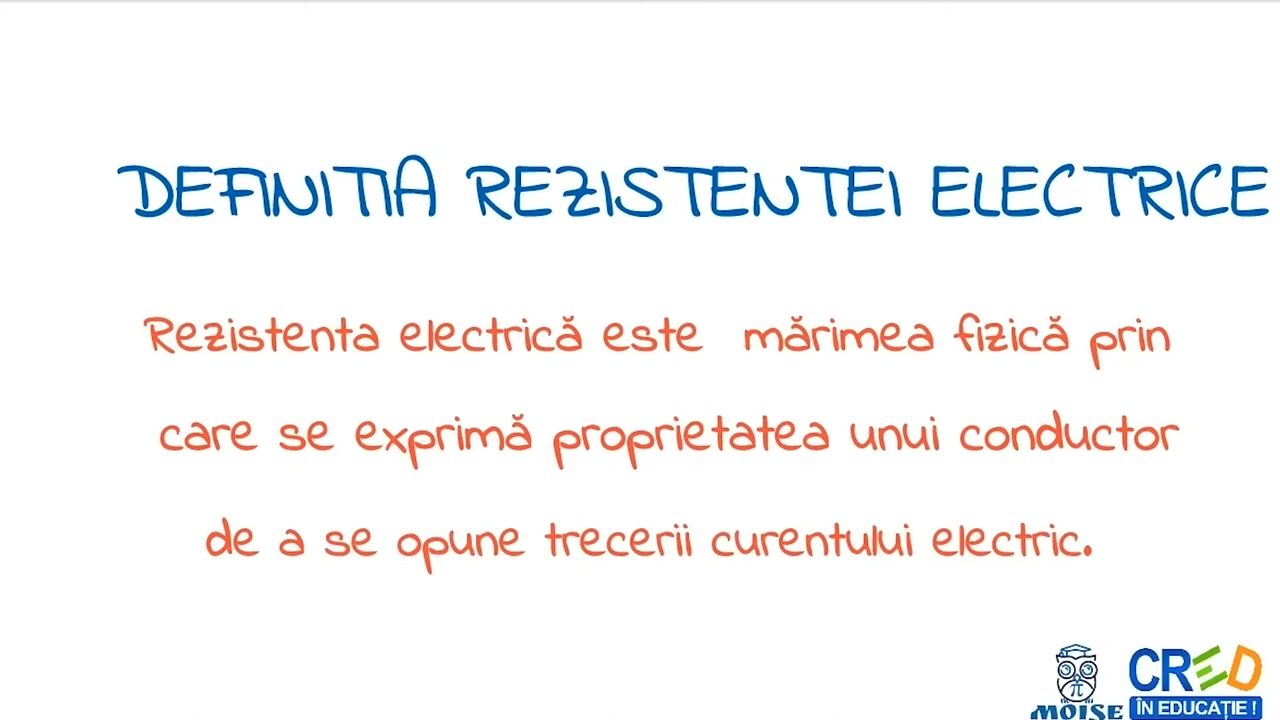 DEFINITIA REZISTENTEI ELECTRICE
Rezistenta electrică este mărimea fizică prin
care se exprimă proprietatea unui conductor
de a se opune trecerii curentului electric.
π
MOISE
CRED
ÎN EDUCAȚIE !